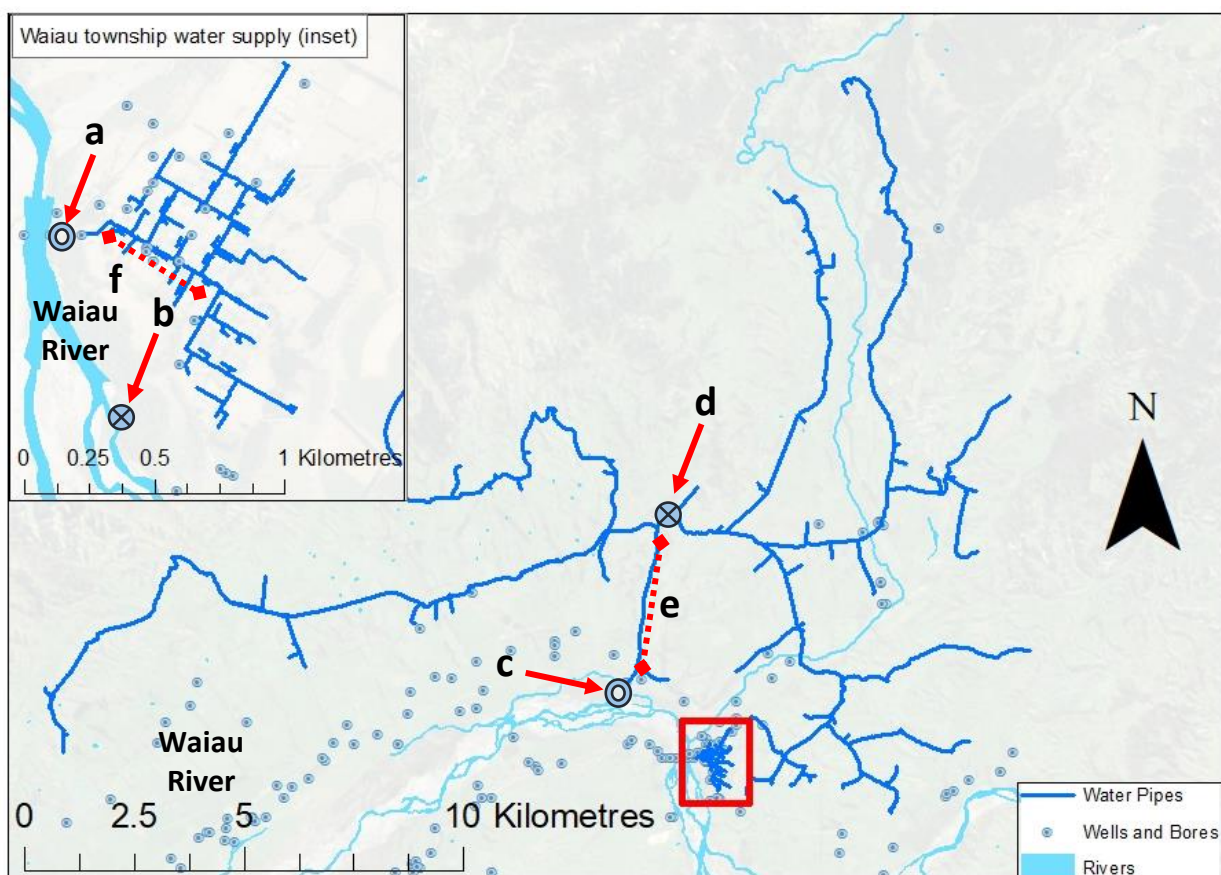 Waiau township water supply (inset)
a
f
b
Waiau
River
0 0.25 0.5 1 Kilometres
N
d
e
c
Waiau
River
0 2.5 5 10 Kilometres
Water Pipes
Wells and Bores
Rivers